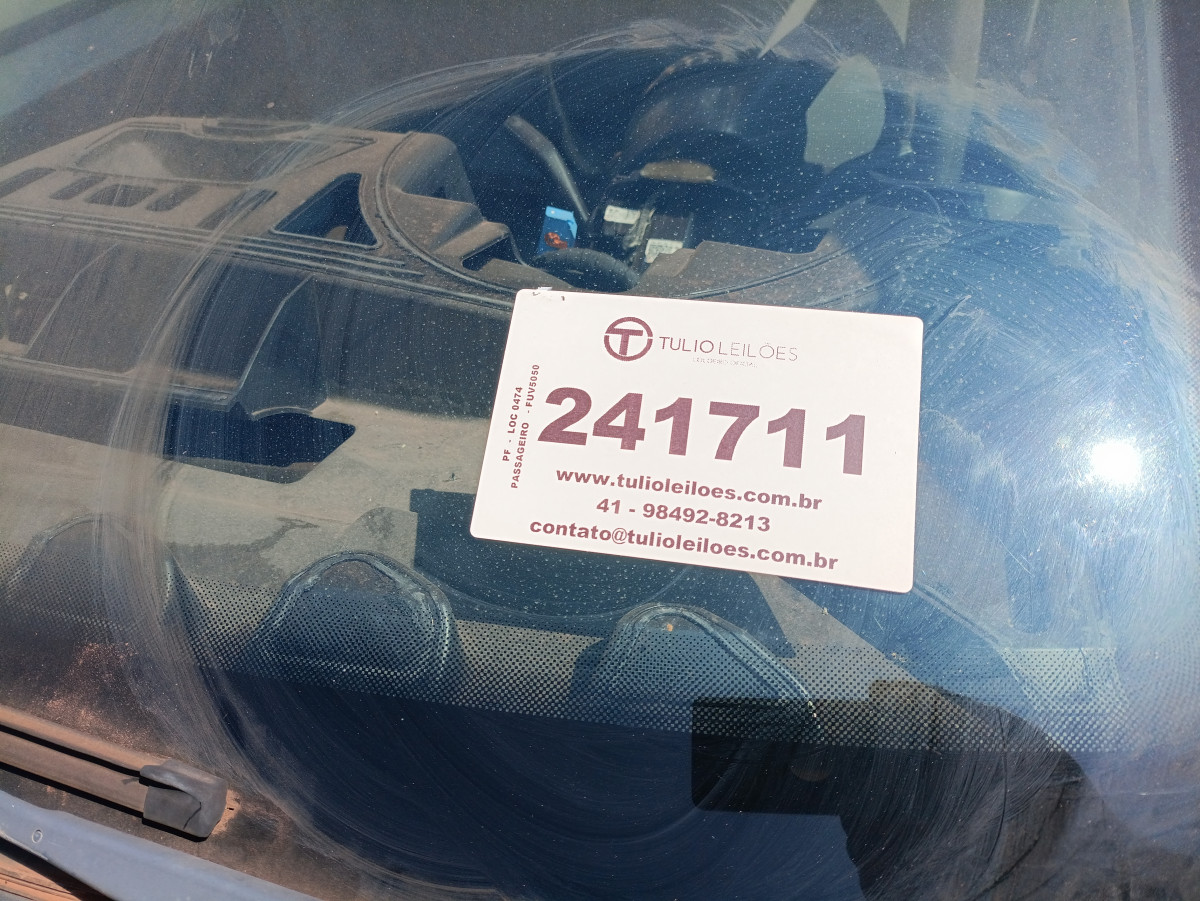 TULIO LEILÕES
241711
www.tulioleiloes.com.br
41 - 98492-8213
contato@tulioleiloes.com.br
PF - LOC 0474
PASSAGEIRO - FUV5050